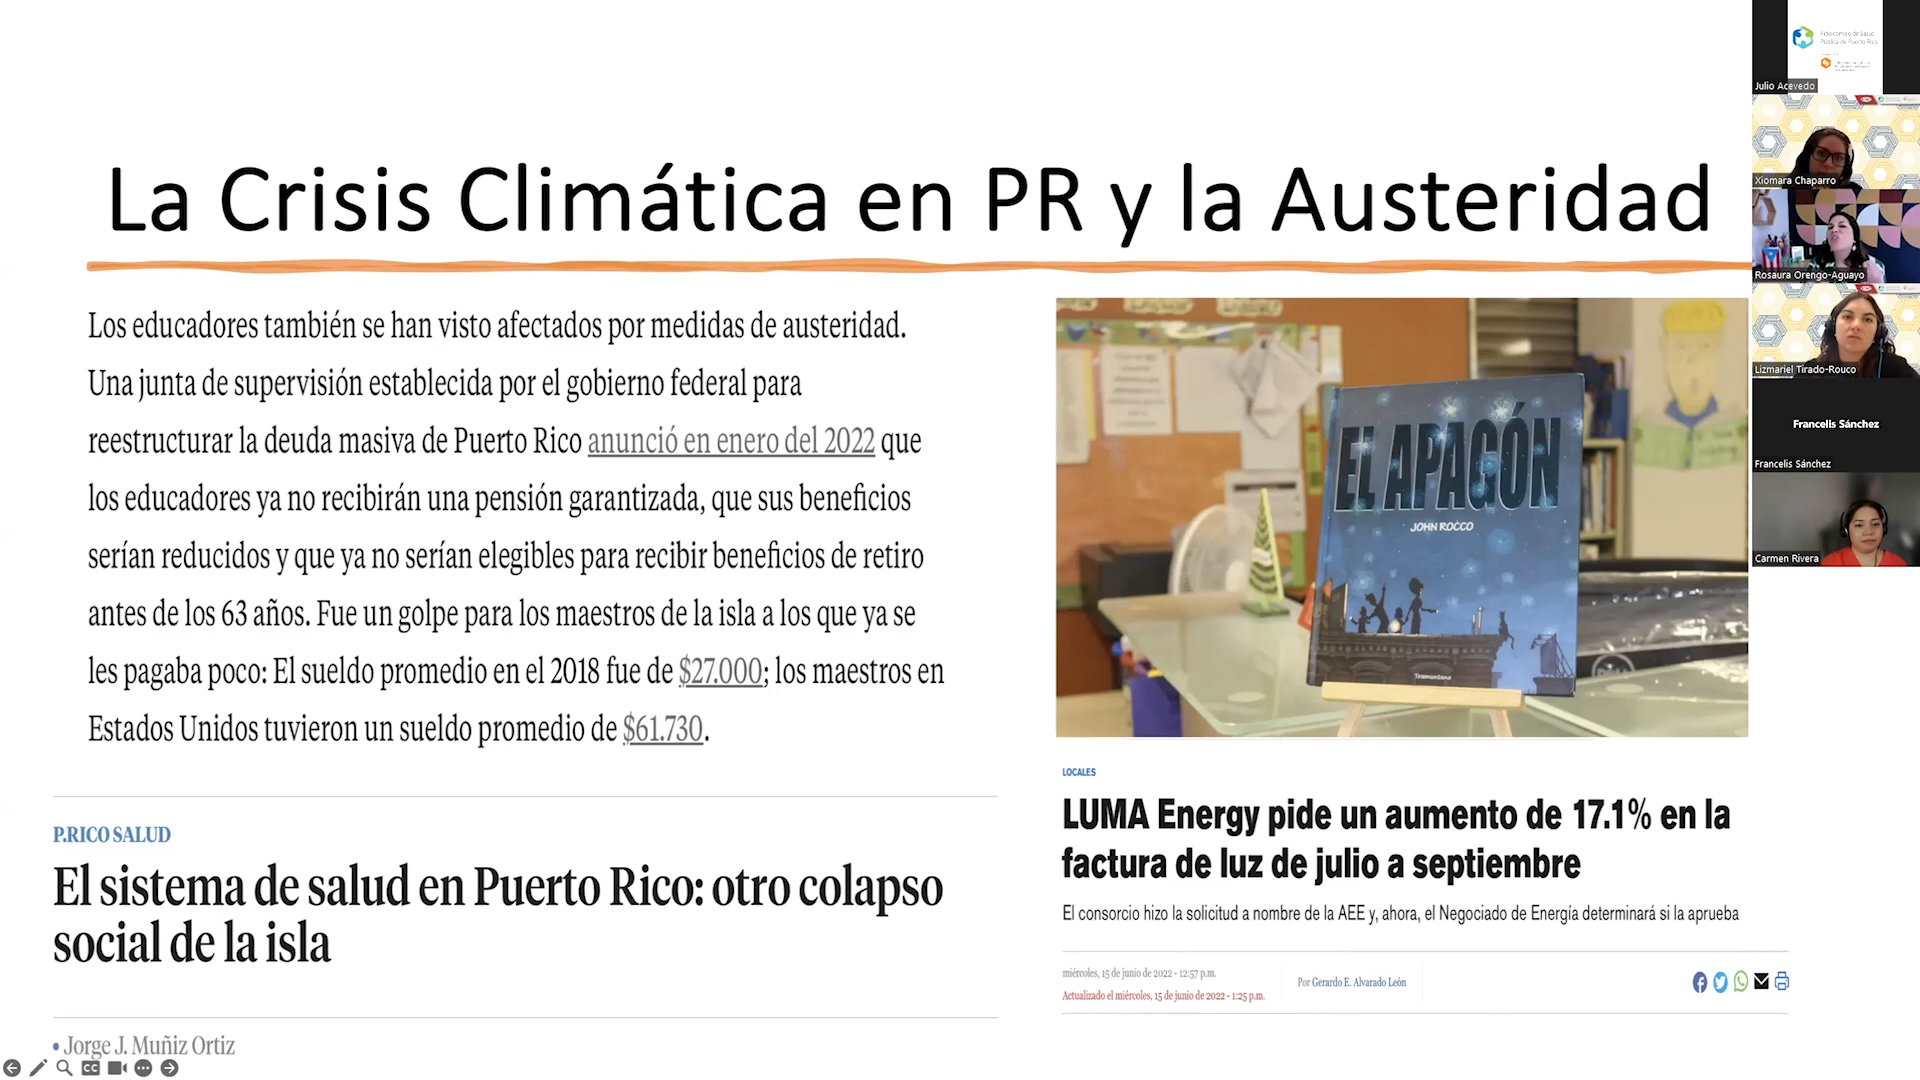 La Crisis Climática en PR y la Austeridad
Los educadores también se han visto afectados por medidas de austeridad.
Una junta de supervisión establecida por el gobierno federal para
reestructurar la deuda masiva de Puerto Rico anunció en enero del 2022 que
los educadores ya no recibirán una pensión garantizada, que sus beneficios
serían reducidos y que ya no serían elegibles para recibir beneficios de retiro
antes de los 63 años. Fue un golpe para los maestros de la isla a los que ya se
les pagaba poco: El sueldo promedio en el 2018 fue de $27.000; los maestros en
Estados Unidos tuvieron un sueldo promedio de $61.730.
P.RICO SALUD
El sistema de salud en Puerto Rico: otro colapso
social de la isla
• Jorge J. Muñiz Ortiz
CC
EL APAGÓN
JOHN ROCCO
Tramuntana
LOCALES
LUMA Energy pide un aumento de 17.1% en la
factura de luz de julio a septiembre
El consorcio hizo la solicitud a nombre de la AEE y, ahora, el Negociado de Energía determinará si la aprueba
miércoles, 15 de junio de 2022 - 12:57 p.m.
Actualizado el miércoles, 15 de junio de 2022 - 1:25 p.m.
Por Gerardo E. Alvarado León
Fideicomiso de Salud
Pública de Puerto Rico
Julio Acevedo
Xiomara Chaparro
Rosaura Orengo-Aguayo
Lizmariel Tirado-Rouco
Francelis Sánchez
Francelis Sánchez
Carmen Rivera